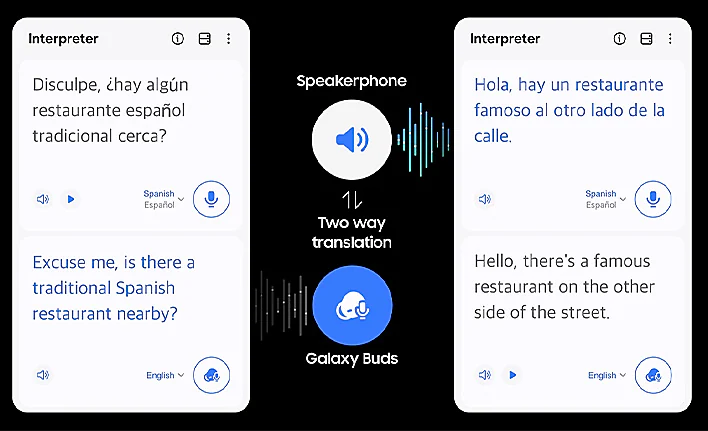 Interpreter
Disculpe, ¿hay algún
restaurante español
tradicional cerca?
Spanish
Español
Excuse me, is there a
traditional Spanish
restaurant nearby?
English
Speakerphone
Two way
translation
Galaxy Buds
Interpreter
Hola, hay un restaurante
famoso al otro lado de la
calle.
Spanish
Español
Hello, there's a famous
restaurant on the other
side of the street.
English